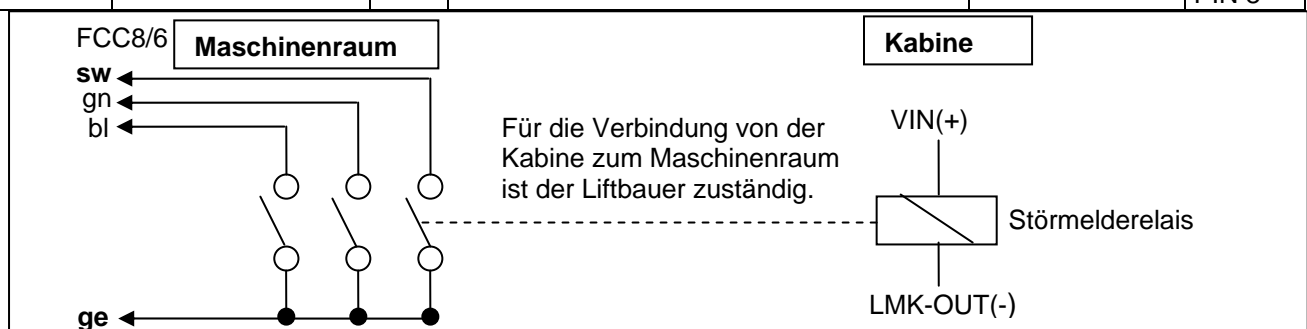 FCC8/6
Maschinenraum
Kabine
sw
gn
bl
Für die Verbindung von der
Kabine zum Maschinenraum
ist der Liftbauer zuständig.
VIN(+)
Störmelderelais
LMK-OUT(-)
ge